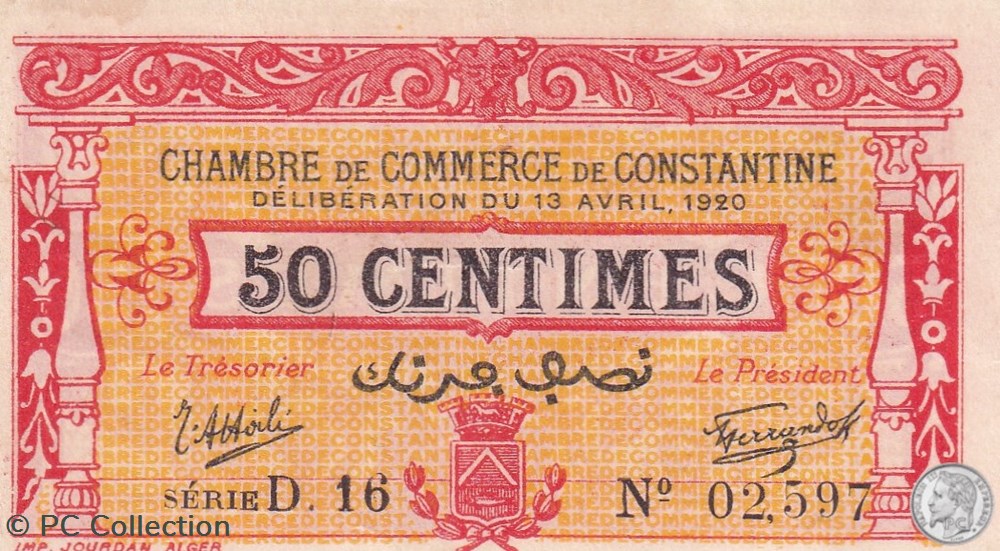 CHAMBRE DE COMMERCE DE CONSTANTINE
DÉLIBÉRATION DU 13 AVRIL, 1920
50 CENTIMES
Le Trésorier نصف فرنك Le Président
SÉRIE D. 16 Nº 02,597
© PC Collection
IMP. JOURDAN ALGER